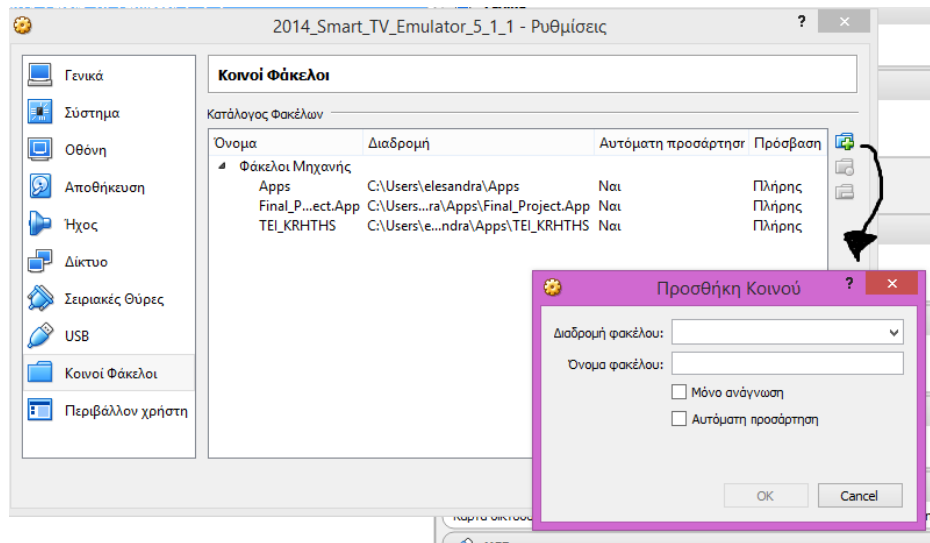 2014_Smart_TV_Emulator_5_1_1 - Ρυθμίσεις ? ×
Γενικά
Σύστημα
Οθόνη
Αποθήκευση
Ήχος
Δίκτυο
Σειριακές Θύρες
USB
Κοινοί Φάκελοι
Περιβάλλον χρήστη
Κοινοί Φάκελοι
Κατάλογος Φακέλων
Όνομα Διαδρομή Αυτόματη προσάρτησr Πρόσβαση
Φάκελοι Μηχανής
Apps C:\Users\elesandra\Apps Ναι Πλήρης
Final_P...ect.App C:\Users...ra\Apps\Final_Project.App Ναι Πλήρης
TEI_KRHTHS C:\Users\e...ndra\Apps\TEI_KRHTHS Ναι Πλήρης
Προσθήκη Κοινού ? ×
Διαδρομή φακέλου:
Όνομα φακέλου:
Μόνο ανάγνωση
Αυτόματη προσάρτηση
OK Cancel